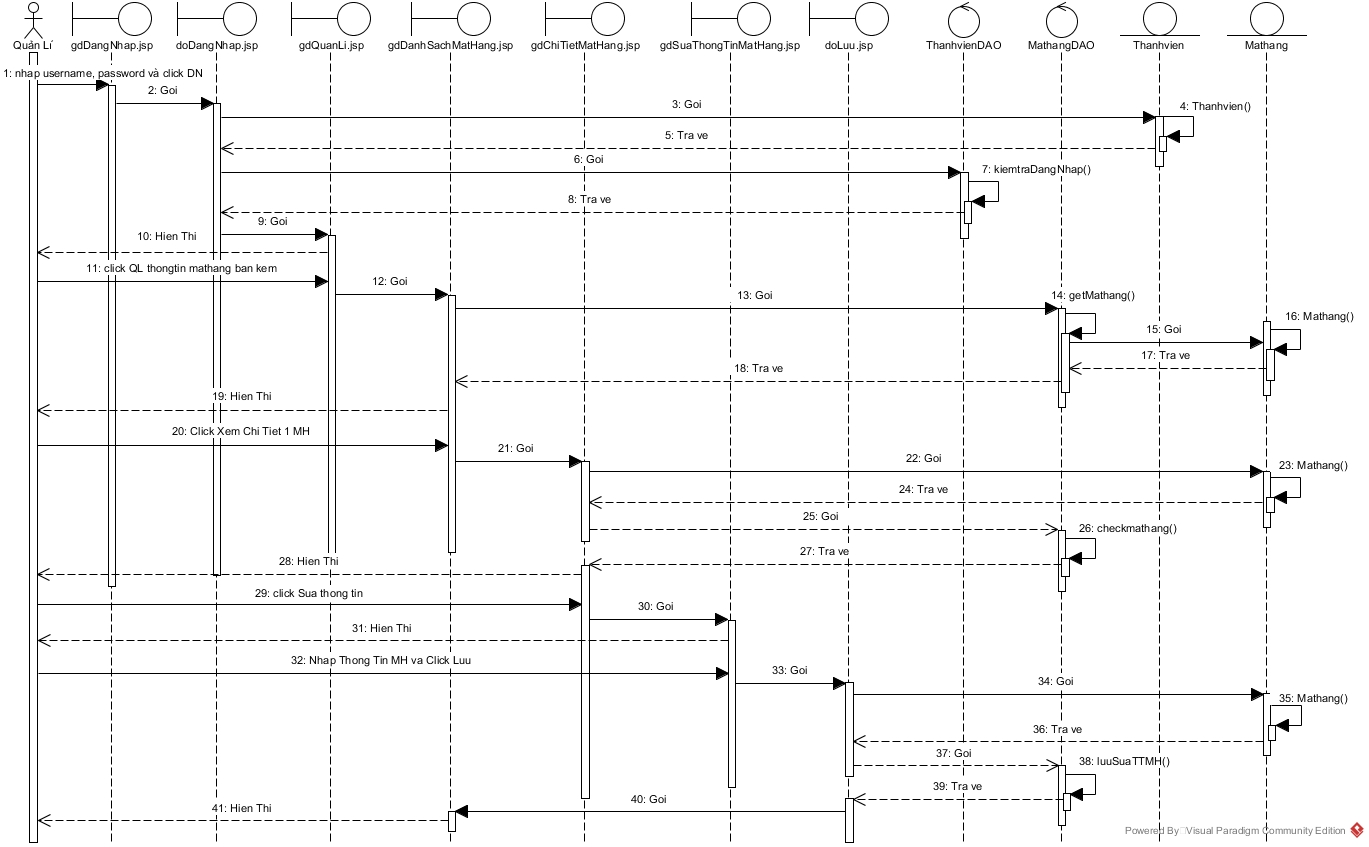 Quản Lí
gdDangNhap.jsp
doDangNhap.jsp
gdQuanLi.jsp
gdDanhSachMatHang.jsp
gdChiTietMatHang.jsp
gdSuaThongTinMatHang.jsp
doLuu.jsp
ThanhvienDAO
MathangDAO
Thanhvien
Mathang
1: nhap username, password và click DN
2: Goi
3: Goi
4: Thanhvien()
5: Tra ve
6: Goi
7: kiemtraDangNhap()
8: Tra ve
9: Goi
10: Hien Thi
11: click QL thongtin mathang ban kem
12: Goi
13: Goi
14: getMathang()
15: Goi
16: Mathang()
17: Tra ve
18: Tra ve
19: Hien Thi
20: Click Xem Chi Tiet 1 MH
21: Goi
22: Goi
23: Mathang()
24: Tra ve
25: Goi
26: checkmathang()
27: Tra ve
28: Hien Thi
29: click Sua thong tin
30: Goi
31: Hien Thi
32: Nhap Thong Tin MH va Click Luu
33: Goi
34: Goi
35: Mathang()
36: Tra ve
37: Goi
38: luuSuaTTMH()
39: Tra ve
40: Goi
41: Hien Thi
Powered By Visual Paradigm Community Edition